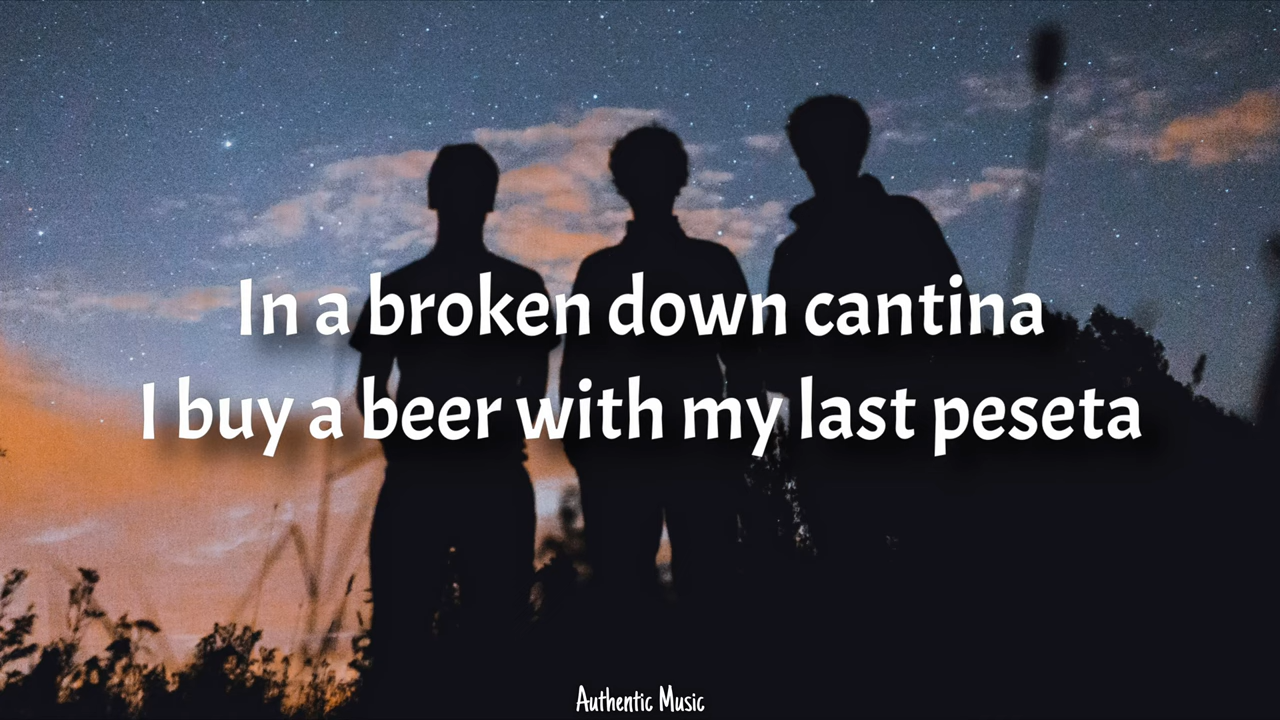 In a broken down cantina
I buy a beer with my last peseta
Authentic Music